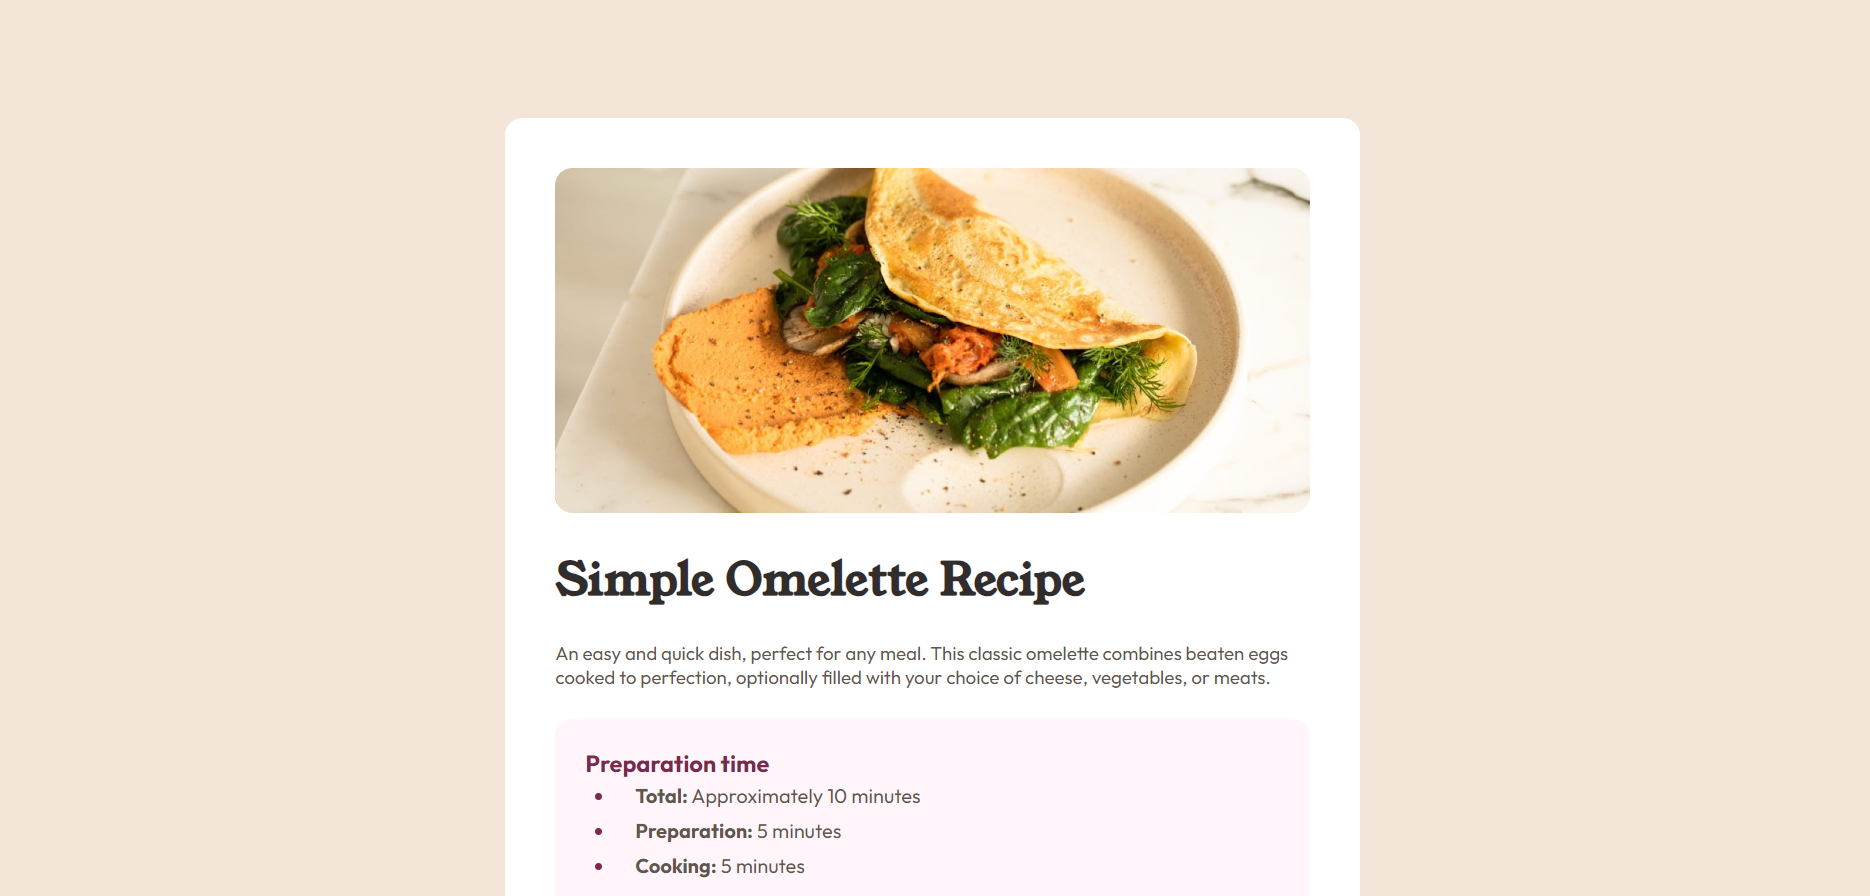 Simple Omelette Recipe
An easy and quick dish, perfect for any meal. This classic omelette combines beaten eggs
cooked to perfection, optionally filled with your choice of cheese, vegetables, or meats.
Preparation time
• Total: Approximately 10 minutes
• Preparation: 5 minutes
• Cooking: 5 minutes